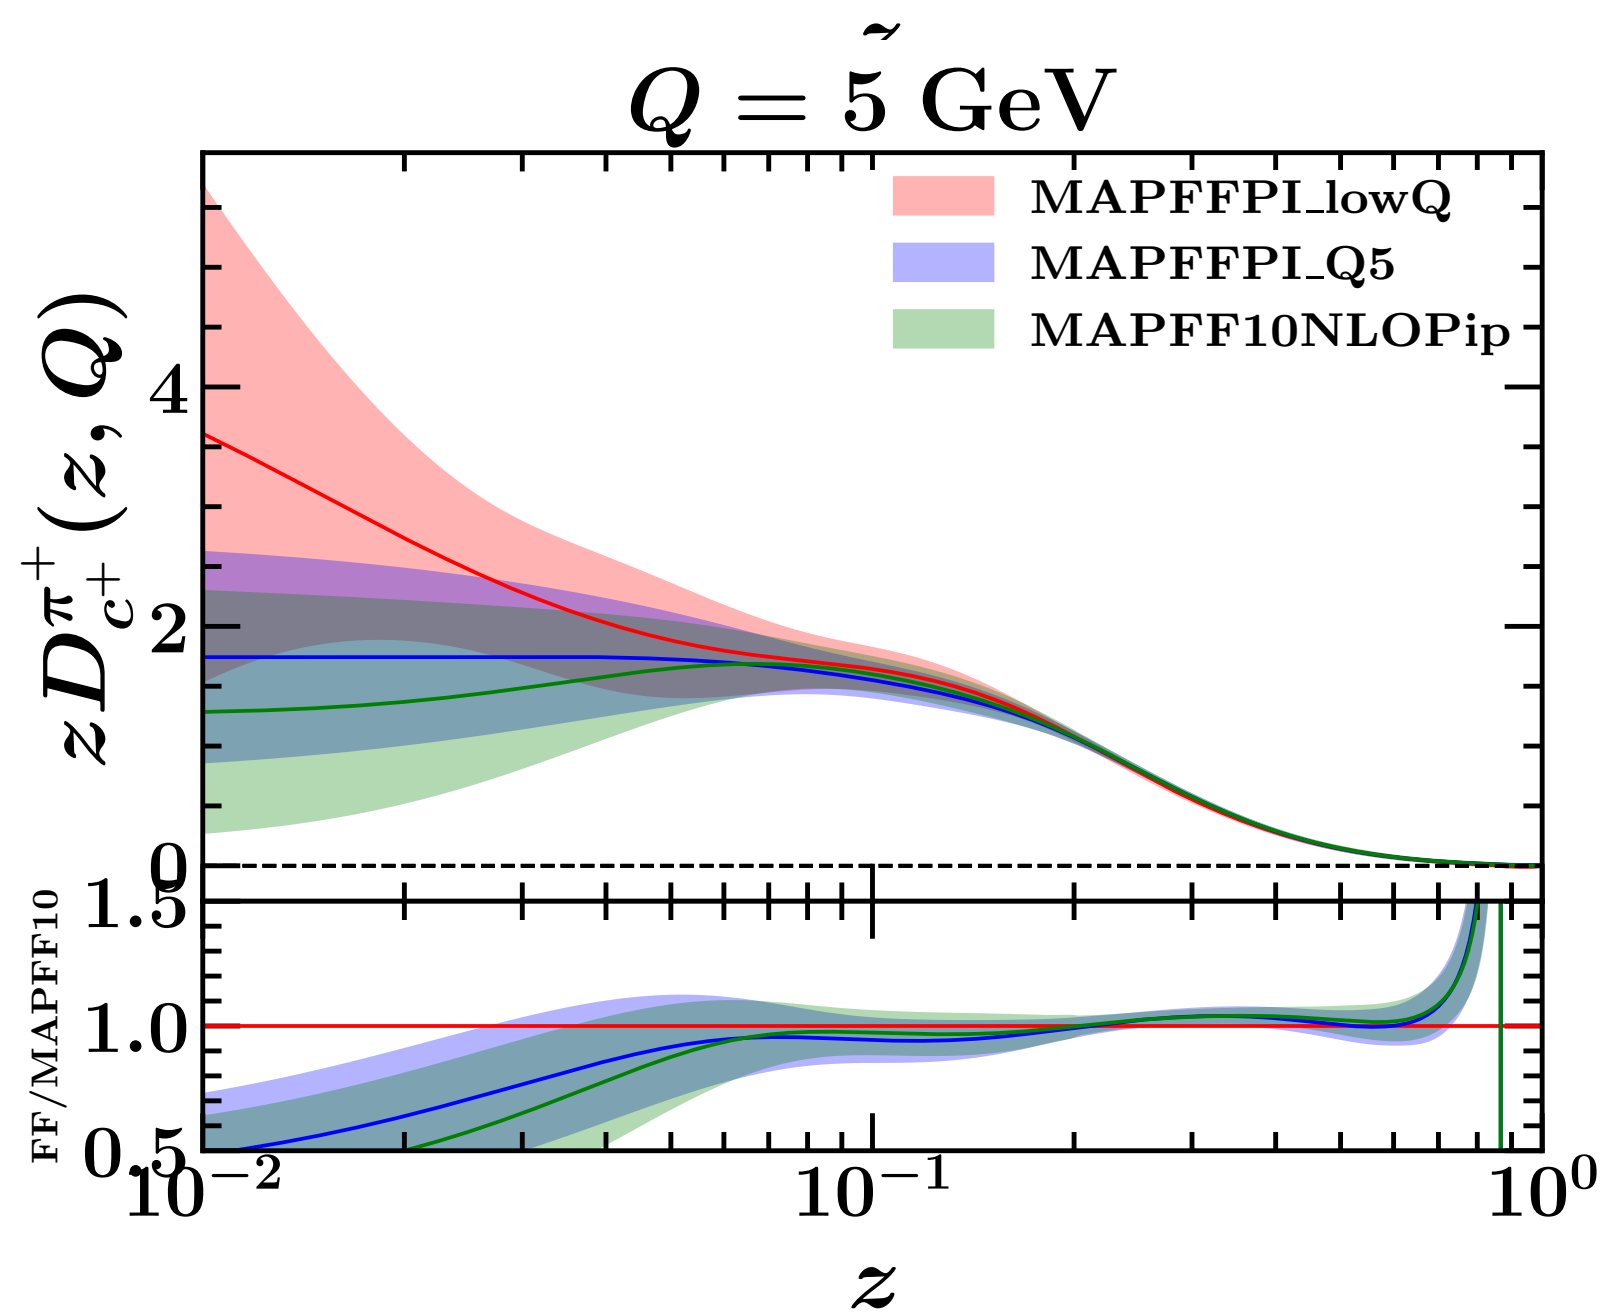 z
Q = 5 GeV
MAPFFPI_lowQ
MAPFFPI_Q5
MAPFF10NLOPip
zD_{c^+}^{π^+}(z, Q)
4
2
0
FF/MAPFF10
1.5
1.0
0.5
10^{−2} 10^{−1} 10^{0}
z